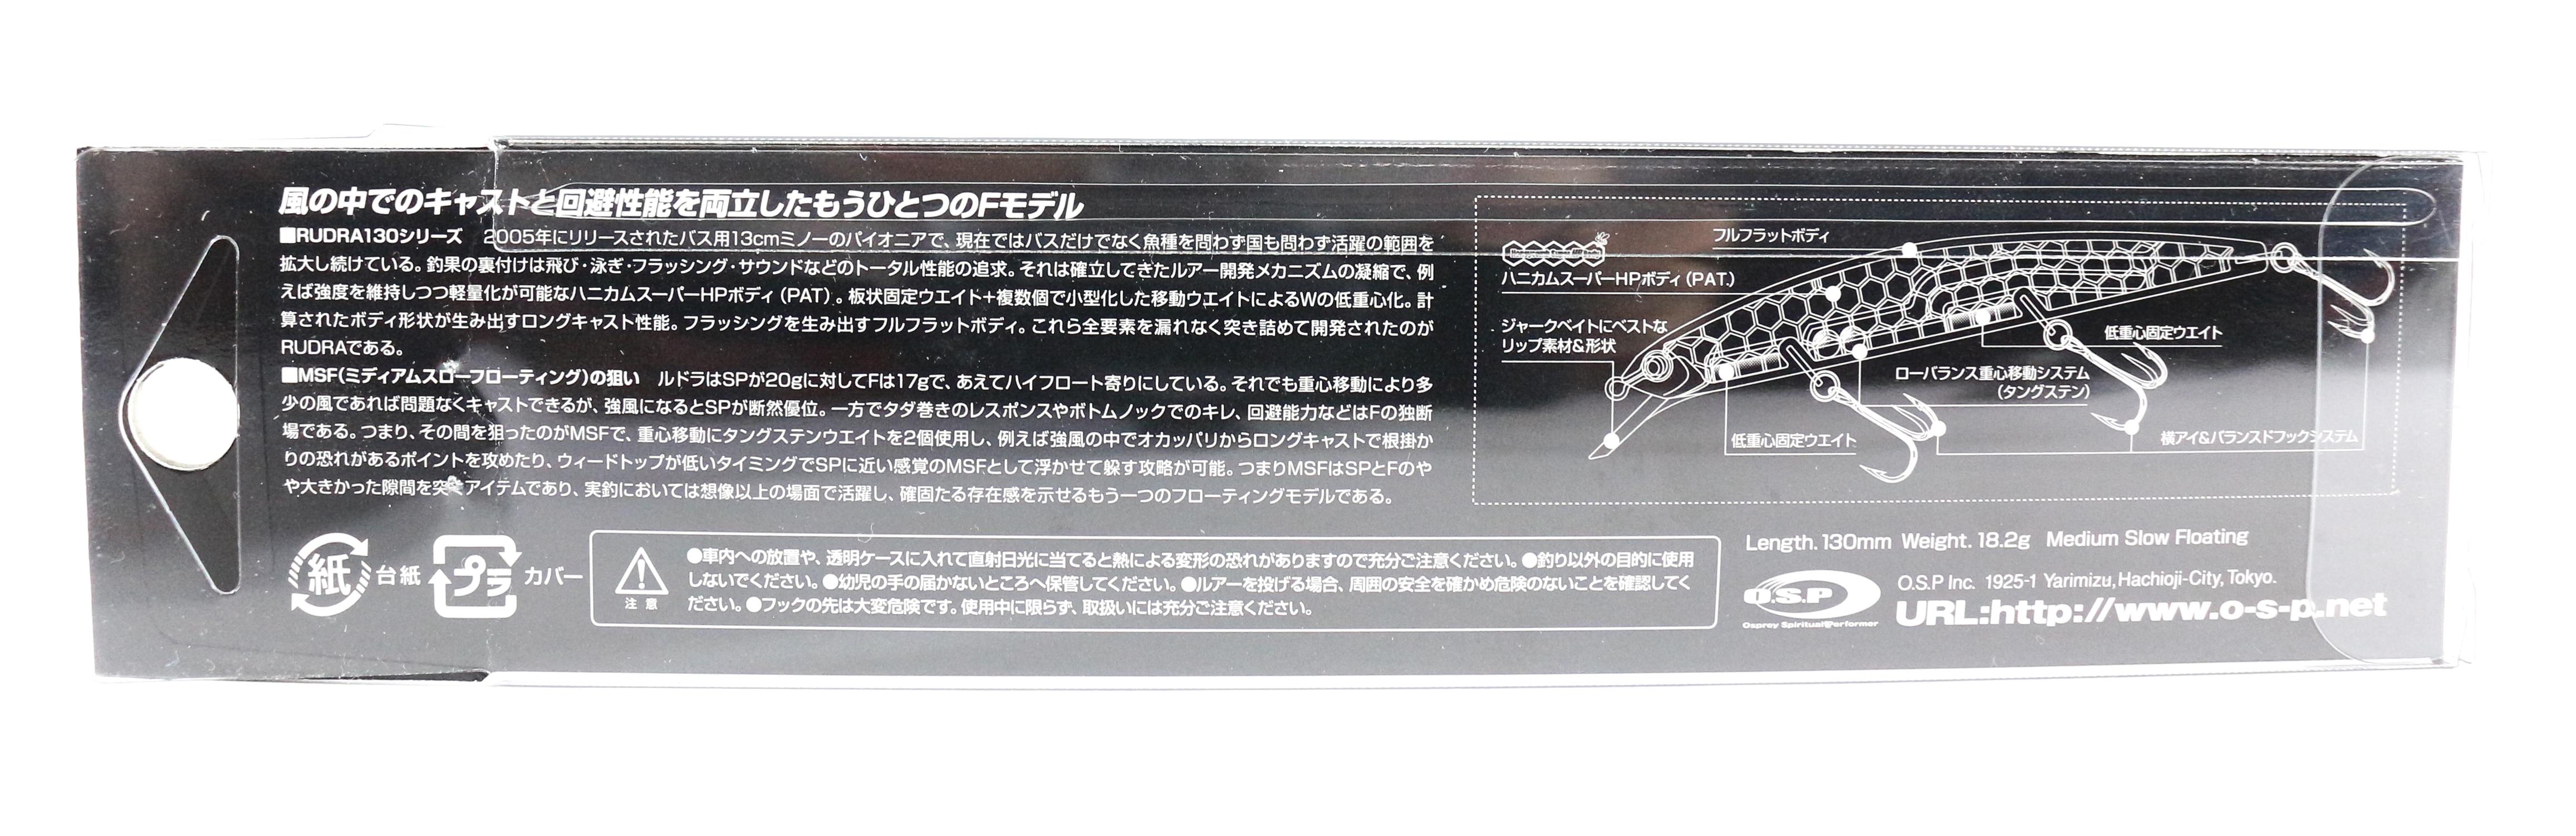 風の中でのキャストと回避性能を両立したもうひとつのFモデル
■RUDRA130シリーズ 2005年にリリースされたバス用13cmミノーのパイオニアで、現在ではバスだけでなく魚種を問わず国も問わず活躍の範囲を
拡大し続けている。釣果の裏付けは飛び・泳ぎ・フラッシング・サウンドなどのトータル性能の追求。それは確立してきたルアー開発メカニズムの凝縮で、例
えば強度を維持しつつ軽量化が可能なハニカムスーパーHPボディ(PAT)。板状固定ウエイト+複数個で小型化した移動ウエイトによるWの低重心化。計
算されたボディ形状が生み出すロングキャスト性能。フラッシングを生み出すフルフラットボディ。これら全要素を漏れなく突き詰めて開発されたのが
RUDRAである。
■MSF(ミディアムスローフローティング)の狙い ルドラはSPが20gに対してFは17gで、あえてハイフロート寄りにしている。それでも重心移動により多
少の風であれば問題なくキャストできるが、強風になるとSPが断然優位。一方でタダ巻きのレスポンスやボトムノックでのキレ、回避能力などはFの独断
場である。つまり、その間を狙ったのがMSFで、重心移動にタングステンウエイトを2個使用し、例えば強風の中でオカッパリからロングキャストで根掛か
りの恐れがあるポイントを攻めたり、ウィードトップが低いタイミングでSPに近い感覚のMSFとして浮かせて躱す攻略が可能。つまりMSFはSPとFのや
や大きかった隙間を突くアイテムであり、実釣においては想像以上の場面で活躍し、確固たる存在感を示せるもう一つのフローティングモデルである。
フルフラットボディ
ハニカムスーパーHPボディ(PAT.)
ジャークベイトにベストな
リップ素材&形状
低重心固定ウエイト
ローバランス重心移動システム
(タングステン)
低重心固定ウエイト
横アイ&バランスドフックシステム
紙 台紙 プラ カバー
注意
●車内への放置や、透明ケースに入れて直射日光に当てると熱による変形の恐れがありますので充分ご注意ください。●釣り以外の目的に使用
しないでください。●幼児の手の届かないところへ保管してください。●ルアーを投げる場合、周囲の安全を確かめ危険のないことを確認してく
ださい。●フックの先は大変危険です。使用中に限らず、取扱いには充分ご注意ください。
Length. 130mm Weight. 18.2g Medium Slow Floating
O.S.P
Osprey Spiritual Performer
O.S.P Inc. 1925-1 Yarimizu, Hachioji-City, Tokyo.
URL:http://www.o-s-p.net